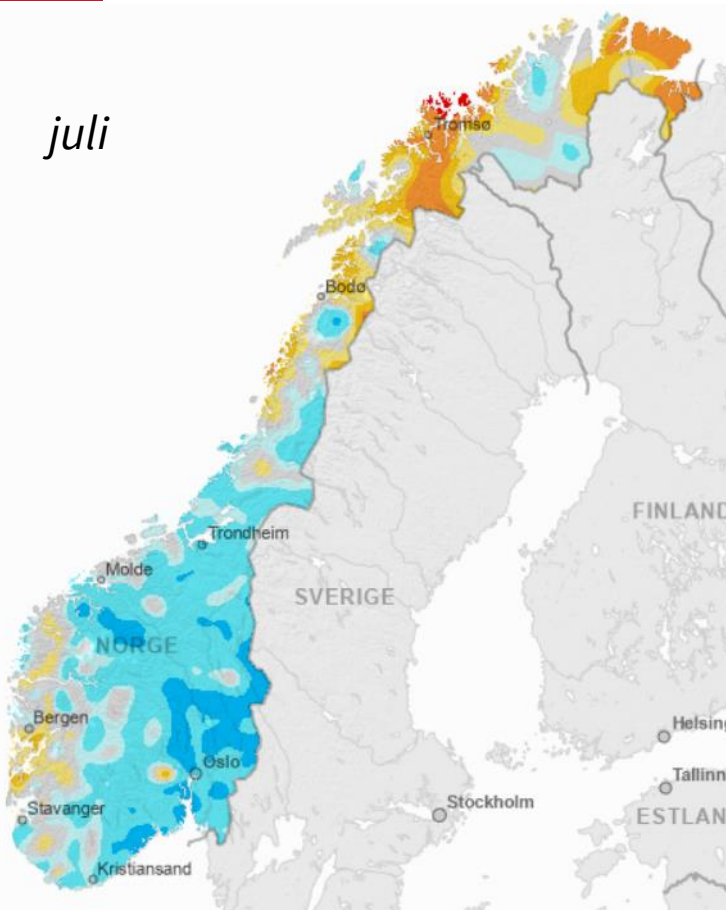 juli
Tromsø
Bodø
FINLAND
Trondheim
Molde
SVERIGE
NORGE
Bergen
Helsing
Oslo
Tallinn
Stockholm
Stavanger
ESTLAN
Kristiansand